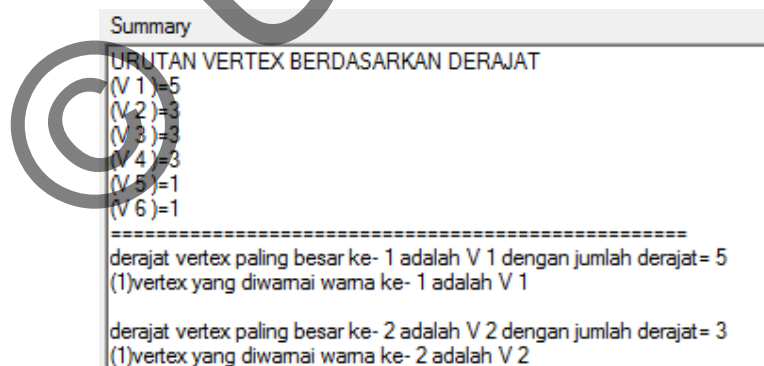 Summary
URUTAN VERTEX BERDASARKAN DERAJAT
(V 1 )=5
(V 2 )=3
(V 3 )=3
(V 4 )=3
(V 5 )=1
(V 6 )=1
===================================================
derajat vertex paling besar ke- 1 adalah V 1 dengan jumlah derajat= 5
(1)vertex yang diwarnai warna ke- 1 adalah V 1
derajat vertex paling besar ke- 2 adalah V 2 dengan jumlah derajat= 3
(1)vertex yang diwarnai warna ke- 2 adalah V 2